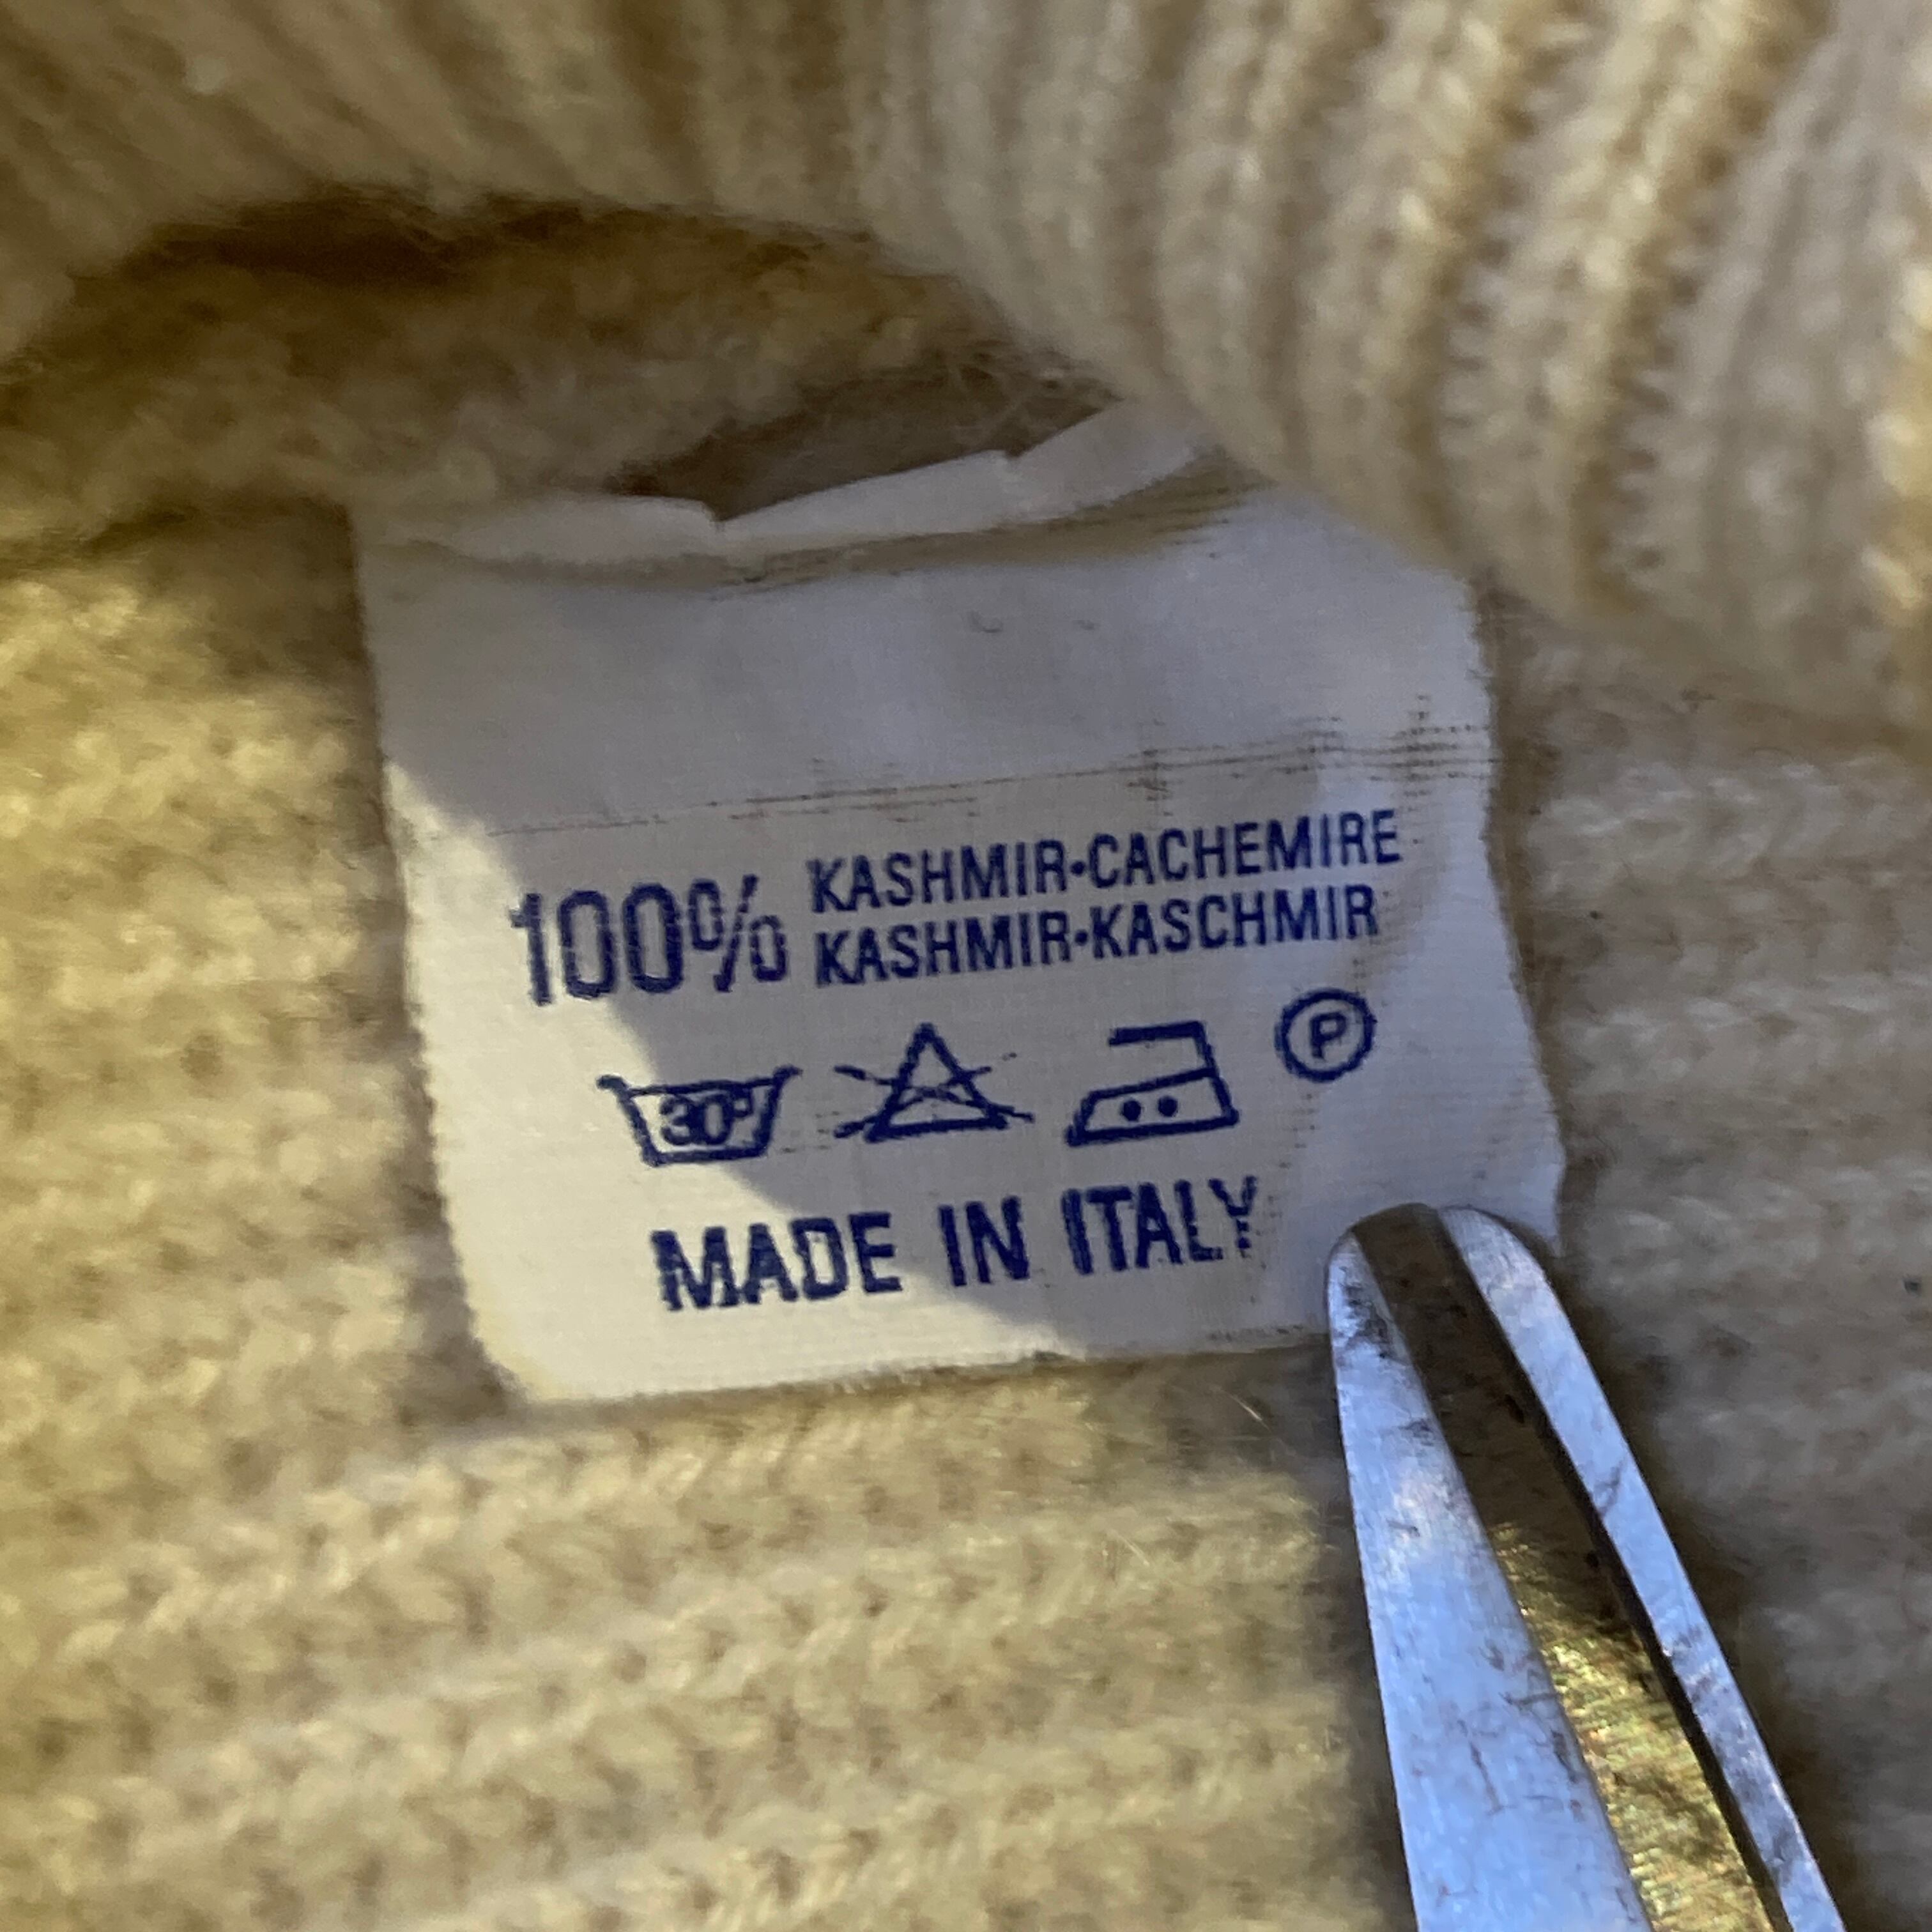 100% KASHMIR•CACHEMIRE
KASHMIR•KASCHMIR
30° P
MADE IN ITALY